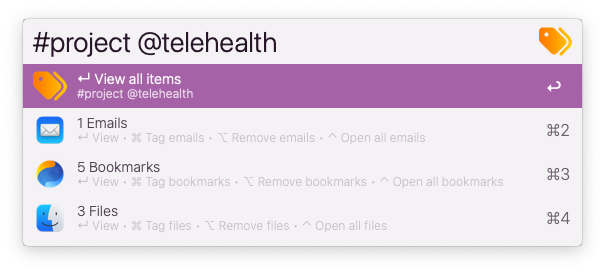 #project @telehealth
↵ View all items
#project @telehealth
↩
1 Emails
↵ View • ⌘ Tag emails • ⌥ Remove emails • ^ Open all emails
⌘2
5 Bookmarks
↵ View • ⌘ Tag bookmarks • ⌥ Remove bookmarks • ^ Open all bookmarks
⌘3
3 Files
↵ View • ⌘ Tag files • ⌥ Remove files • ^ Open all files
⌘4